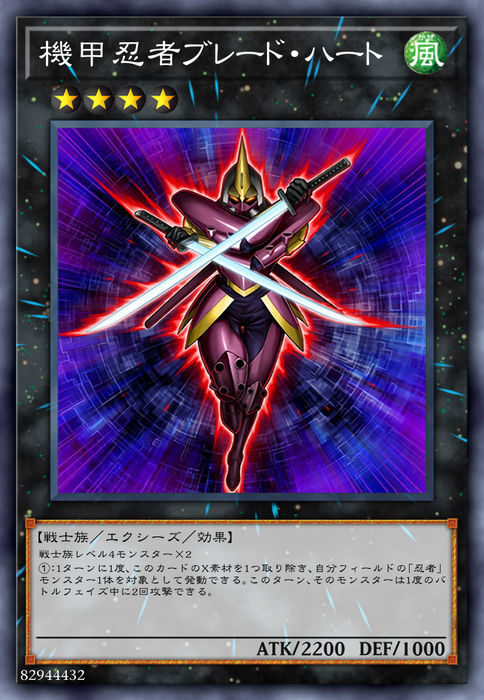 機甲忍者ブレード・ハート
風
かぜ
【戦士族／エクシーズ／効果】
戦士族レベル4モンスター×2
①:1ターンに1度、このカードのX素材を1つ取り除き、自分フィールドの「忍者」
モンスター1体を対象として発動できる。このターン、そのモンスターは1度のバ
トルフェイズ中に2回攻撃できる。
ATK/2200 DEF/1000
82944432